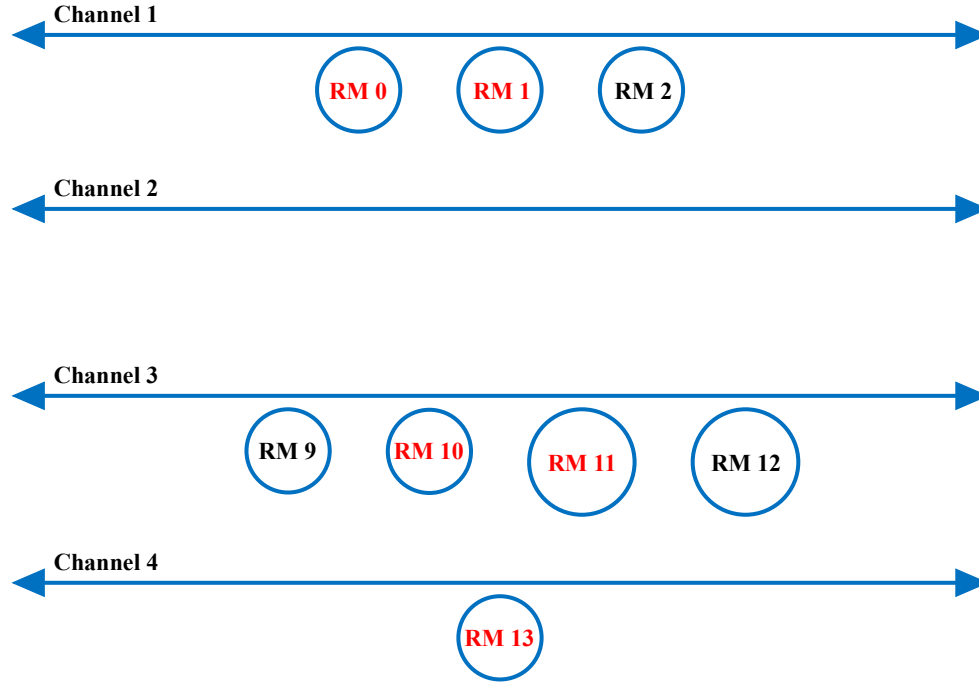 Channel 1
RM 0 RM 1 RM 2
Channel 2
Channel 3
RM 9 RM 10 RM 11 RM 12
Channel 4
RM 13